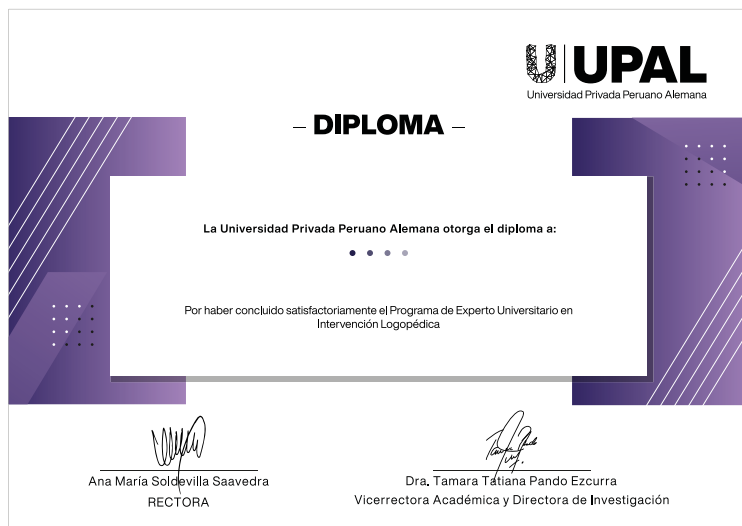 UPAL
Universidad Privada Peruano Alemana
– DIPLOMA –
La Universidad Privada Peruano Alemana otorga el diploma a:
Por haber concluido satisfactoriamente el Programa de Experto Universitario en
Intervención Logopédica
Ana María Soldevilla Saavedra
RECTORA
Dra. Tamara Tatiana Pando Ezcurra
Vicerrectora Académica y Directora de Investigación